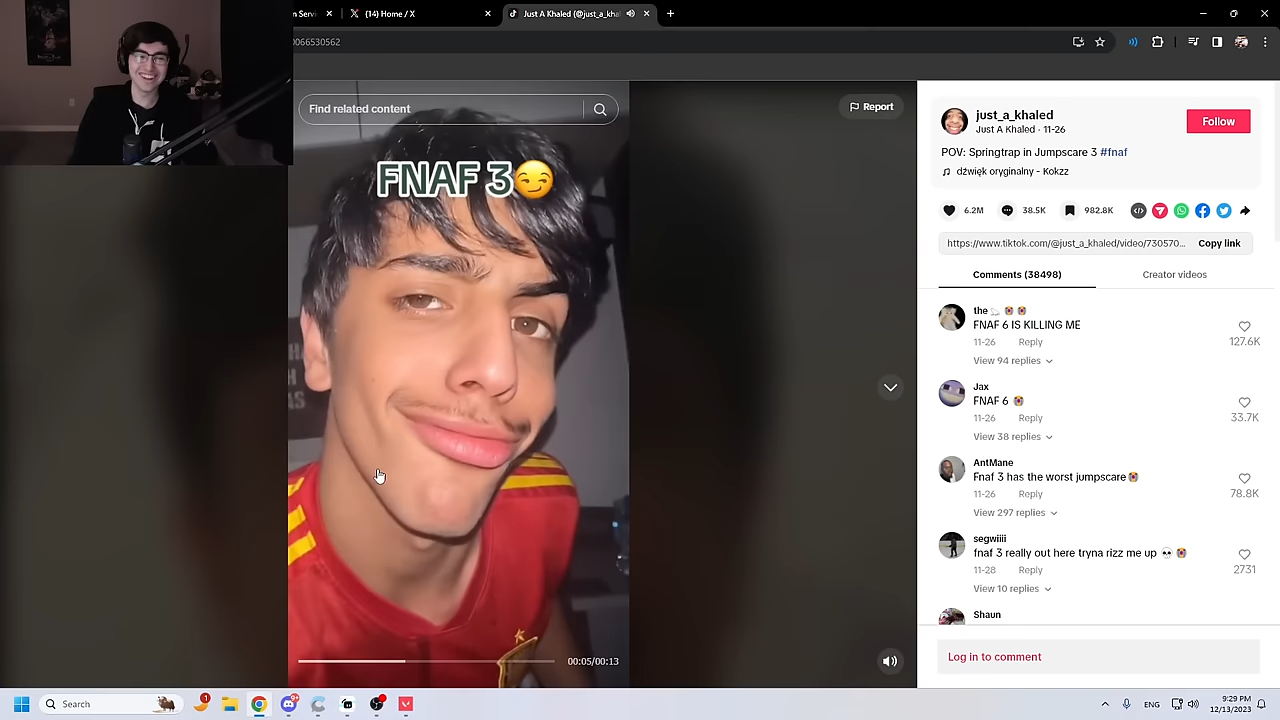 n Servi
(14) Home / X
Just A Khaled (@just_a_khal
0066530562
Find related content
Report
FNAF 3😏
00:05/00:13
just_a_khaled
Just A Khaled · 11-26
Follow
POV: Springtrap in Jumpscare 3 #fnaf
dźwięk oryginalny - Kokzz
6.2M
38.5K
982.8K
https://www.tiktok.com/@just_a_khaled/video/730570...
Copy link
Comments (38498)
Creator videos
the
FNAF 6 IS KILLING ME
11-26 Reply
127.6K
View 94 replies
Jax
FNAF 6
11-26 Reply
33.7K
View 38 replies
AntMane
Fnaf 3 has the worst jumpscare
11-26 Reply
78.8K
View 297 replies
segwiiii
fnaf 3 really out here tryna rizz me up 💀
11-28 Reply
2731
View 10 replies
Shaun
Log in to comment
Search
1
ENG
9:29 PM
12/13/2023